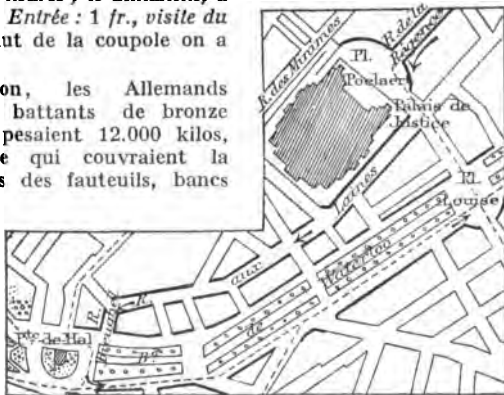 Entrée : 1 fr., visite du
ut de la coupole on a
on, les Allemands
battants de bronze
pesaient 12.000 kilos,
e qui couvraient la
s des fauteuils, bancs
R. des Minimes
Pl.
Poelaert
R. de la
Régence
Palais de
Justice
Pl.
Louise
R.
aux
Laines
de
Waterloo
Pte de Hal
R.